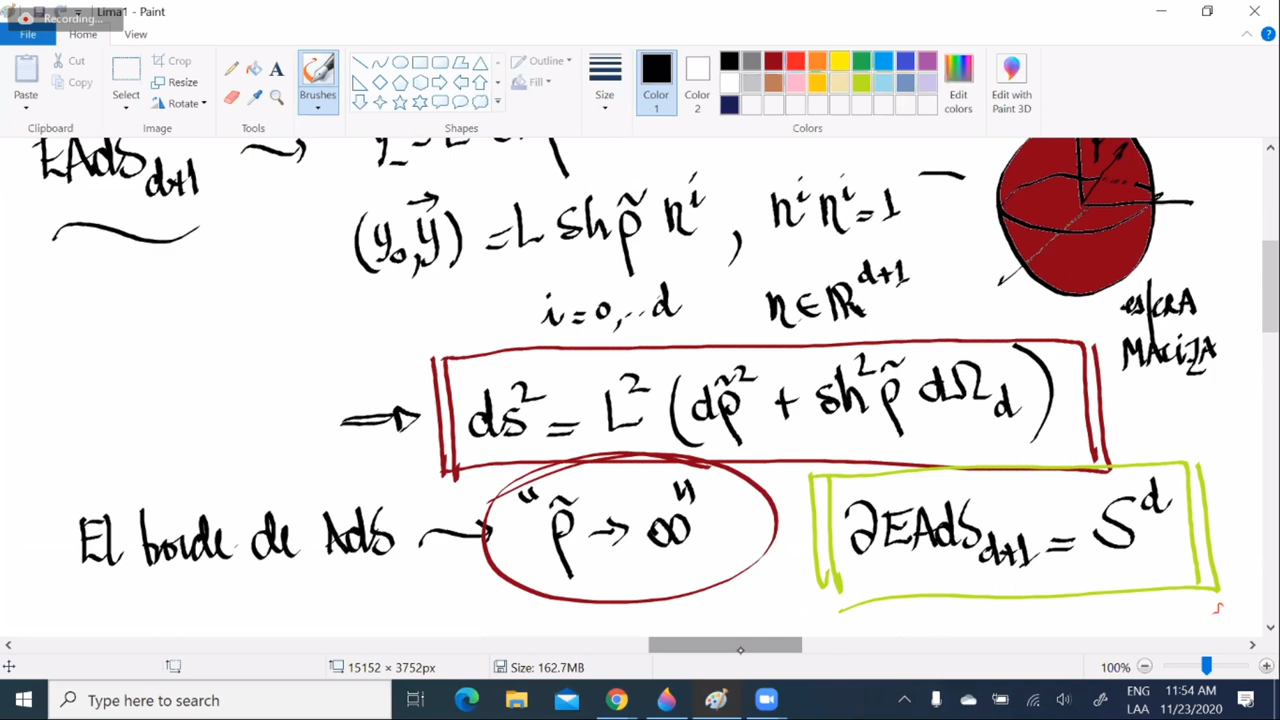 Recording...
Lima1 - Paint
File Home View
Paste Cut Copy Clipboard
Select Crop Resize Rotate Image
Tools
Brushes
Outline Fill Shapes
Size
Color 1 Color 2 Edit colors Colors
Edit with Paint 3D
EAdS_{d+1}
(y₀, y⃗) = L sh ρ̃ n^i , n^i n^i = 1
i = 0,..d n ∈ ℝ^{d+1}
esfera
maciza
⇒ ds² = L² (dρ̃² + sh² ρ̃ dΩ_d)
El borde de AdS "ρ̃ → ∞" ∂EAdS_{d+1} = S^d
15152 × 3752px Size: 162.7MB 100%
Type here to search ENG LAA 11:54 AM 11/23/2020